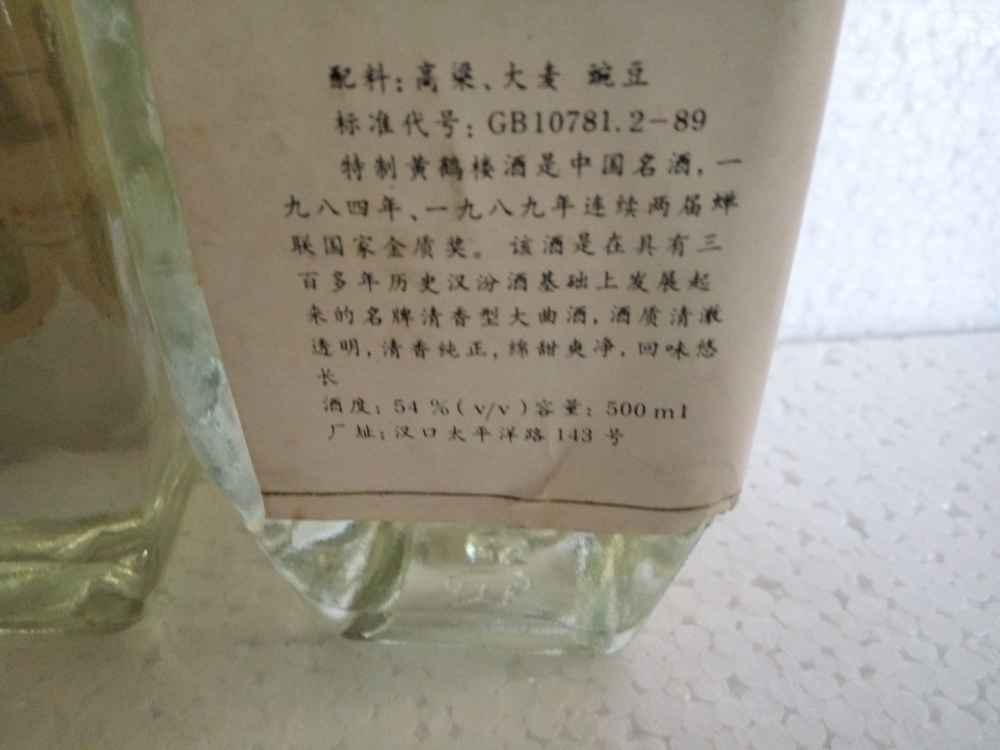 配料:高粱、大麦 豌豆
标准代号:GB10781.2-89
特制黄鹤楼酒是中国名酒,一
九八四年、一九八九年连续两届蝉
联国家金质奖。该酒是在具有三
百多年历史汉汾酒基础上发展起
来的名牌清香型大曲酒,酒质清澈
透明,清香纯正,绵甜爽净,回味悠
长
酒度:54%(v/v)容量:500ml
厂址:汉口太平洋路143号